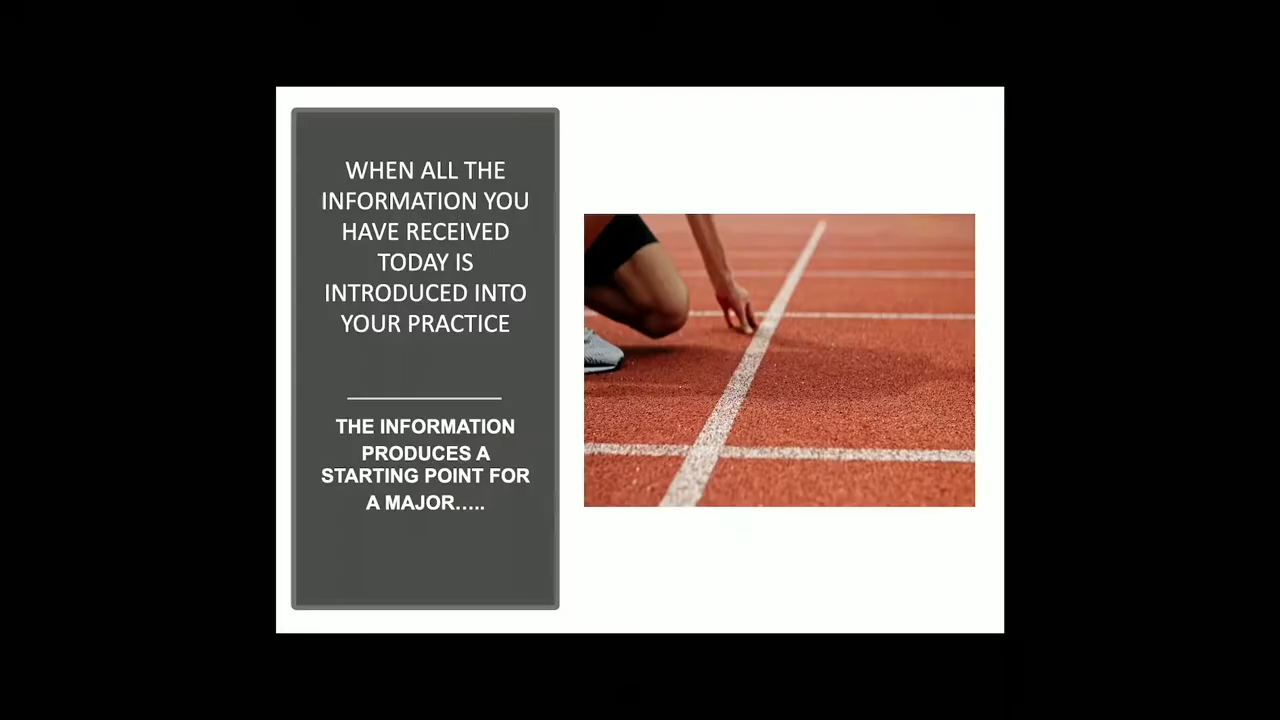 WHEN ALL THE
INFORMATION YOU
HAVE RECEIVED
TODAY IS
INTRODUCED INTO
YOUR PRACTICE
THE INFORMATION
PRODUCES A
STARTING POINT FOR
A MAJOR…..